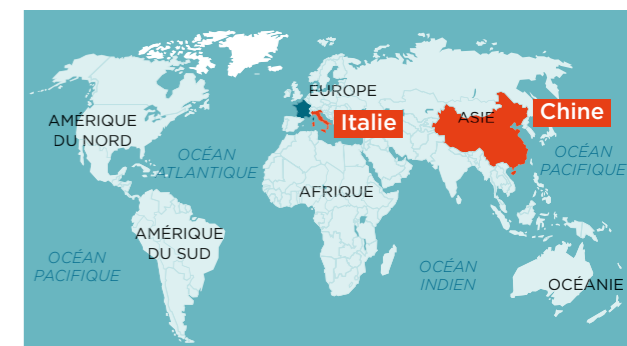 EUROPE
Chine
ASIE
AMÉRIQUE
DU NORD
Italie
OCÉAN
ATLANTIQUE
OCÉAN
PACIFIQUE
AFRIQUE
AMÉRIQUE
DU SUD
OCÉAN
PACIFIQUE
OCÉAN
INDIEN
OCÉANIE